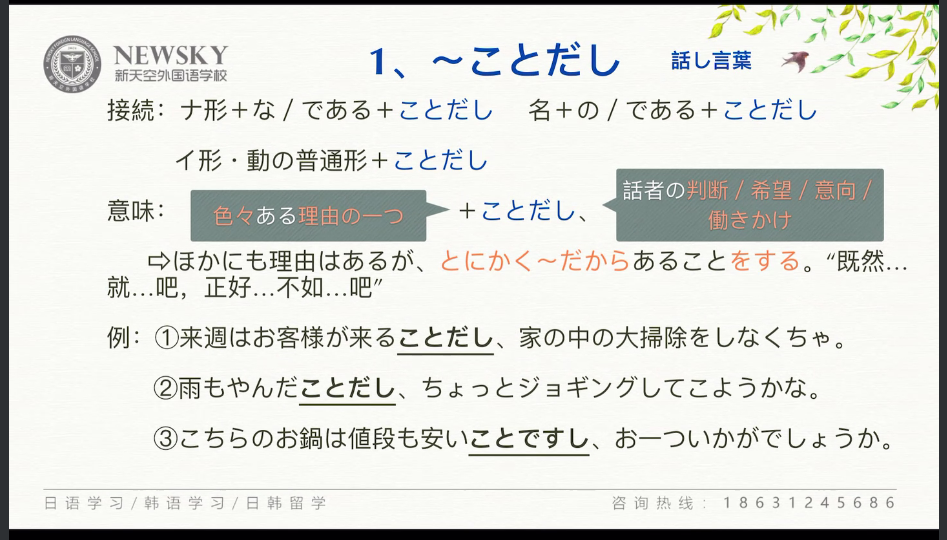 NEWSKY
新天空外国语学校
1、～ことだし 話し言葉
接続：ナ形＋な / である＋ことだし 名＋の / である＋ことだし
イ形・動の普通形＋ことだし
意味： 色々ある理由の一つ ＋ことだし、 話者の判断 / 希望 / 意向 /
働きかけ
⇨ほかにも理由はあるが、とにかく～だからあることをする。“既然…
就…吧，正好…不如…吧”
例：①来週はお客様が来ることだし、家の中の大掃除をしなくちゃ。
②雨もやんだことだし、ちょっとジョギングしてこようかな。
③こちらのお鍋は値段も安いことですし、お一ついかがでしょうか。
日语学习/韩语学习/日韩留学
咨询热线：18631245686